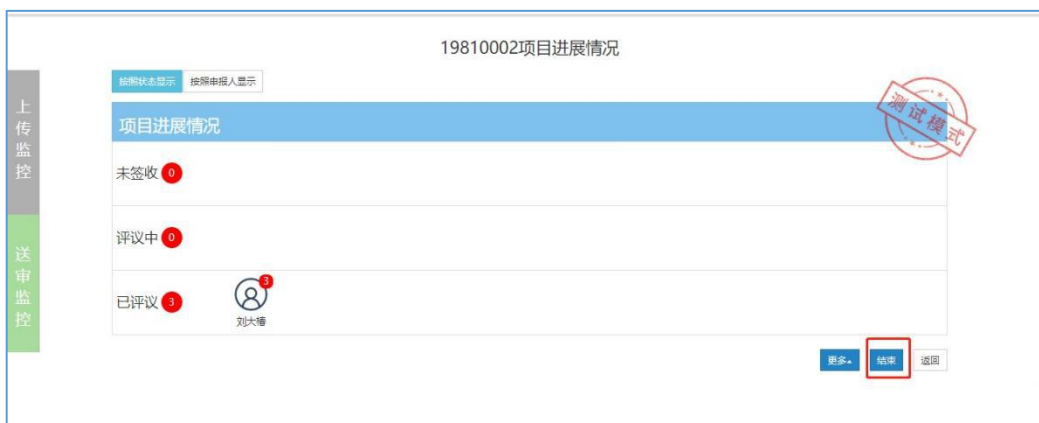 19810002项目进展情况
按照状态显示 按照申报人显示
上传监控
测试模式
项目进展情况
未签收 0
评议中 0
送审监控
已评议 3
3
刘大椿
更多 结束 返回